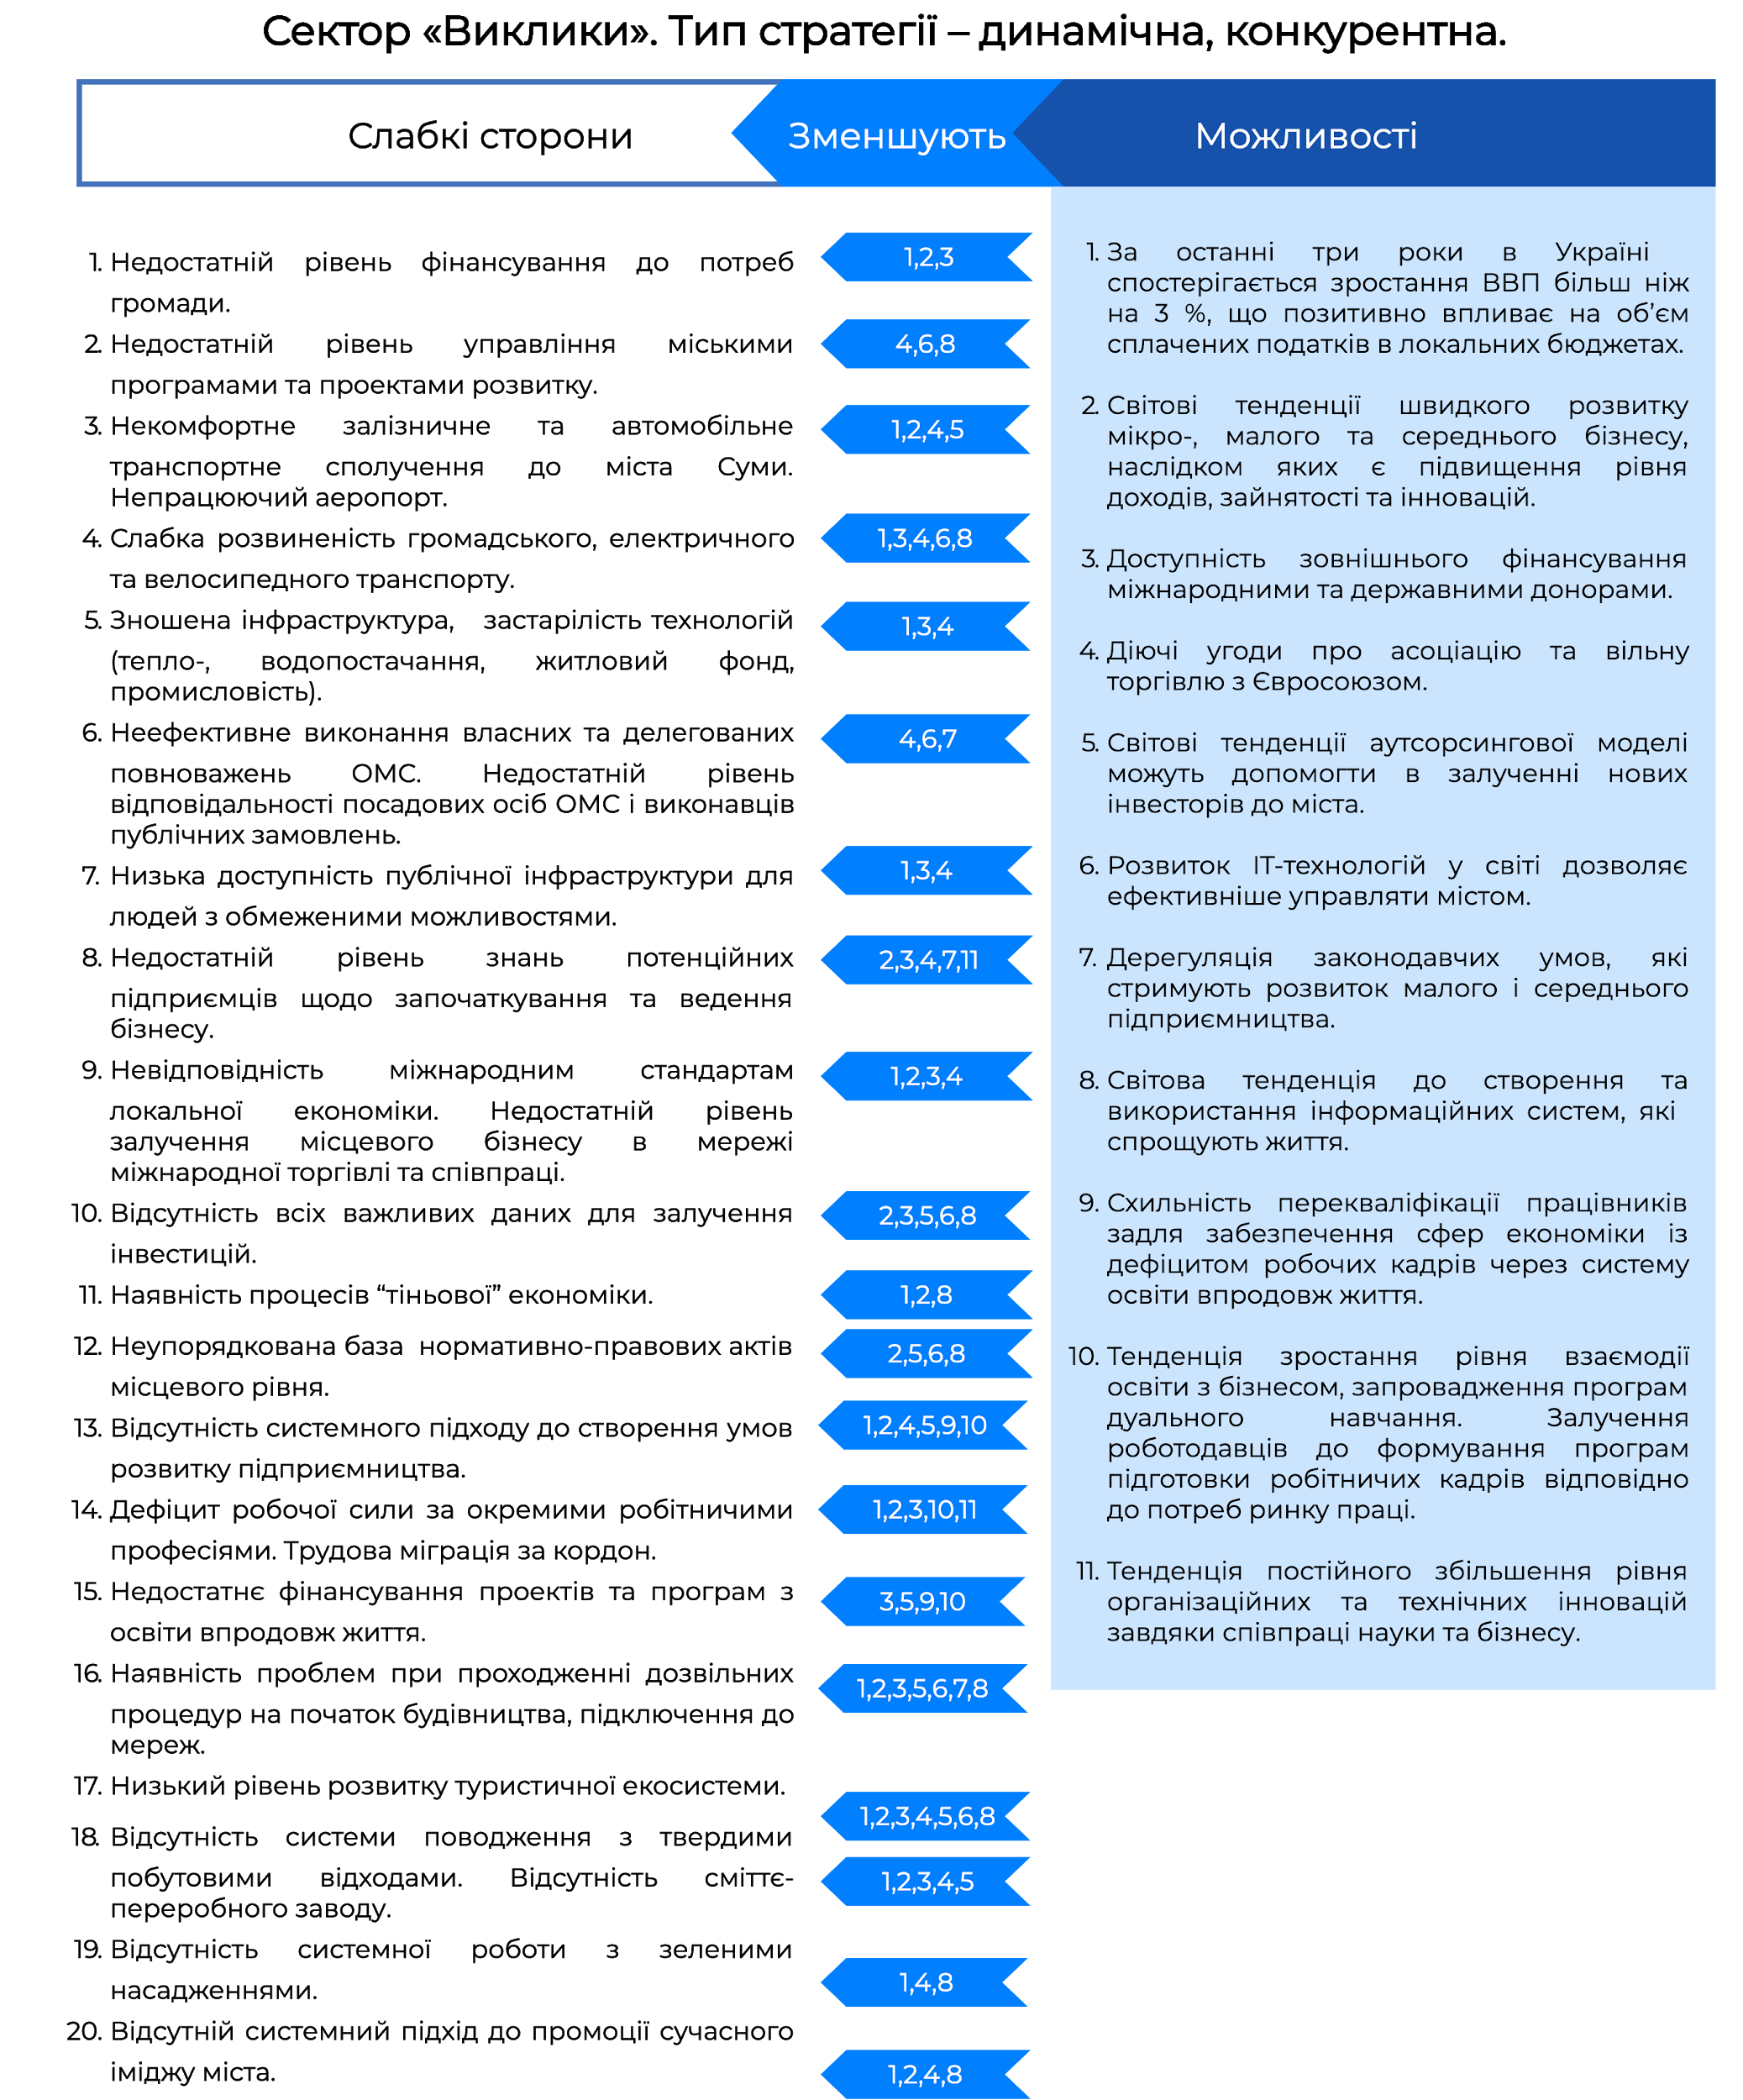 Сектор «Виклики». Тип стратегії – динамічна, конкурентна.
Слабкі сторони
Зменшують
Можливості
1. Недостатній рівень фінансування до потреб
громади.
2. Недостатній рівень управління міськими
програмами та проектами розвитку.
3. Некомфортне залізничне та автомобільне
транспортне сполучення до міста Суми.
Непрацюючий аеропорт.
4. Слабка розвиненість громадського, електричного
та велосипедного транспорту.
5. Зношена інфраструктура, застарілість технологій
(тепло-, водопостачання, житловий фонд,
промисловість).
6. Неефективне виконання власних та делегованих
повноважень ОМС. Недостатній рівень
відповідальності посадових осіб ОМС і виконавців
публічних замовлень.
7. Низька доступність публічної інфраструктури для
людей з обмеженими можливостями.
8. Недостатній рівень знань потенційних
підприємців щодо започаткування та ведення
бізнесу.
9. Невідповідність міжнародним стандартам
локальної економіки. Недостатній рівень
залучення місцевого бізнесу в мережі
міжнародної торгівлі та співпраці.
10. Відсутність всіх важливих даних для залучення
інвестицій.
11. Наявність процесів “тіньової” економіки.
12. Неупорядкована база нормативно-правових актів
місцевого рівня.
13. Відсутність системного підходу до створення умов
розвитку підприємництва.
14. Дефіцит робочої сили за окремими робітничими
професіями. Трудова міграція за кордон.
15. Недостатнє фінансування проектів та програм з
освіти впродовж життя.
16. Наявність проблем при проходженні дозвільних
процедур на початок будівництва, підключення до
мереж.
17. Низький рівень розвитку туристичної екосистеми.
18. Відсутність системи поводження з твердими
побутовими відходами. Відсутність сміттє-
переробного заводу.
19. Відсутність системної роботи з зеленими
насадженнями.
20. Відсутній системний підхід до промоції сучасного
іміджу міста.
1,2,3
4,6,8
1,2,4,5
1,3,4,6,8
1,3,4
4,6,7
1,3,4
2,3,4,7,11
1,2,3,4
2,3,5,6,8
1,2,8
2,5,6,8
1,2,4,5,9,10
1,2,3,10,11
3,5,9,10
1,2,3,5,6,7,8
1,2,3,4,5,6,8
1,2,3,4,5
1,4,8
1,2,4,8
1. За останні три роки в Україні
спостерігається зростання ВВП більш ніж
на 3 %, що позитивно впливає на об’єм
сплачених податків в локальних бюджетах.
2. Світові тенденції швидкого розвитку
мікро-, малого та середнього бізнесу,
наслідком яких є підвищення рівня
доходів, зайнятості та інновацій.
3. Доступність зовнішнього фінансування
міжнародними та державними донорами.
4. Діючі угоди про асоціацію та вільну
торгівлю з Євросоюзом.
5. Світові тенденції аутсорсингової моделі
можуть допомогти в залученні нових
інвесторів до міста.
6. Розвиток ІТ-технологій у світі дозволяє
ефективніше управляти містом.
7. Дерегуляція законодавчих умов, які
стримують розвиток малого і середнього
підприємництва.
8. Світова тенденція до створення та
використання інформаційних систем, які
спрощують життя.
9. Схильність перекваліфікації працівників
задля забезпечення сфер економіки із
дефіцитом робочих кадрів через систему
освіти впродовж життя.
10. Тенденція зростання рівня взаємодії
освіти з бізнесом, запровадження програм
дуального навчання. Залучення
роботодавців до формування програм
підготовки робітничих кадрів відповідно
до потреб ринку праці.
11. Тенденція постійного збільшення рівня
організаційних та технічних інновацій
завдяки співпраці науки та бізнесу.